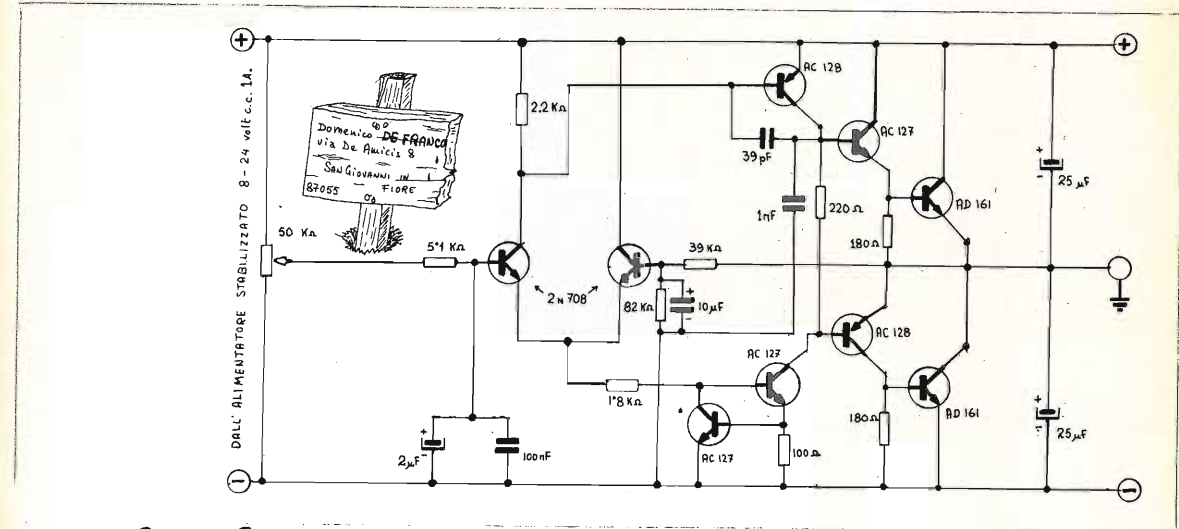 DALL' ALIMENTATORE STABILIZZATO 8-24 volt c.c. 1A.
+
+
Domenico DE FRANCO
via De Amicis 8
SAN GIOVANNI IN
87055 FIORE
2.2 KΩ
AC 128
AC 127
39 pF
1nF
220 Ω
180 Ω
AD 161
+
-
25 µF
50 KΩ
5'1 KΩ
2N 708
39 KΩ
82 KΩ
+
-
10 µF
AC 128
AC 127
1'8 KΩ
AC 127
100 Ω
180 Ω
AD 161
+
-
25 µF
+
-
2 µF
100 nF
-
-